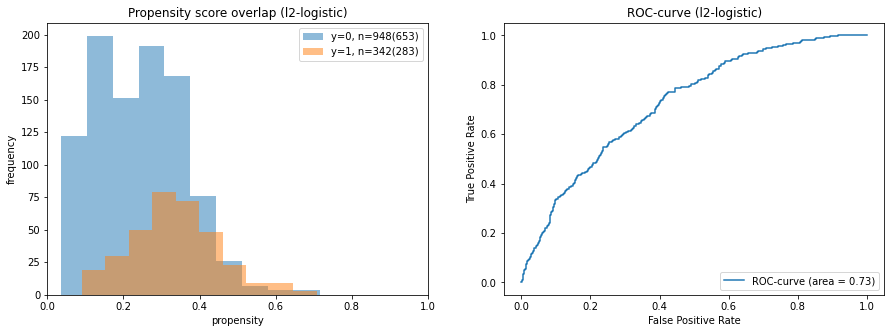 Propensity score overlap (l2-logistic)
frequency
200
175
150
125
100
75
50
25
0
y=0, n=948(653)
y=1, n=342(283)
0.0 0.2 0.4 0.6 0.8 1.0
propensity
ROC-curve (l2-logistic)
True Positive Rate
1.0
0.8
0.6
0.4
0.2
0.0
ROC-curve (area = 0.73)
0.0 0.2 0.4 0.6 0.8 1.0
False Positive Rate